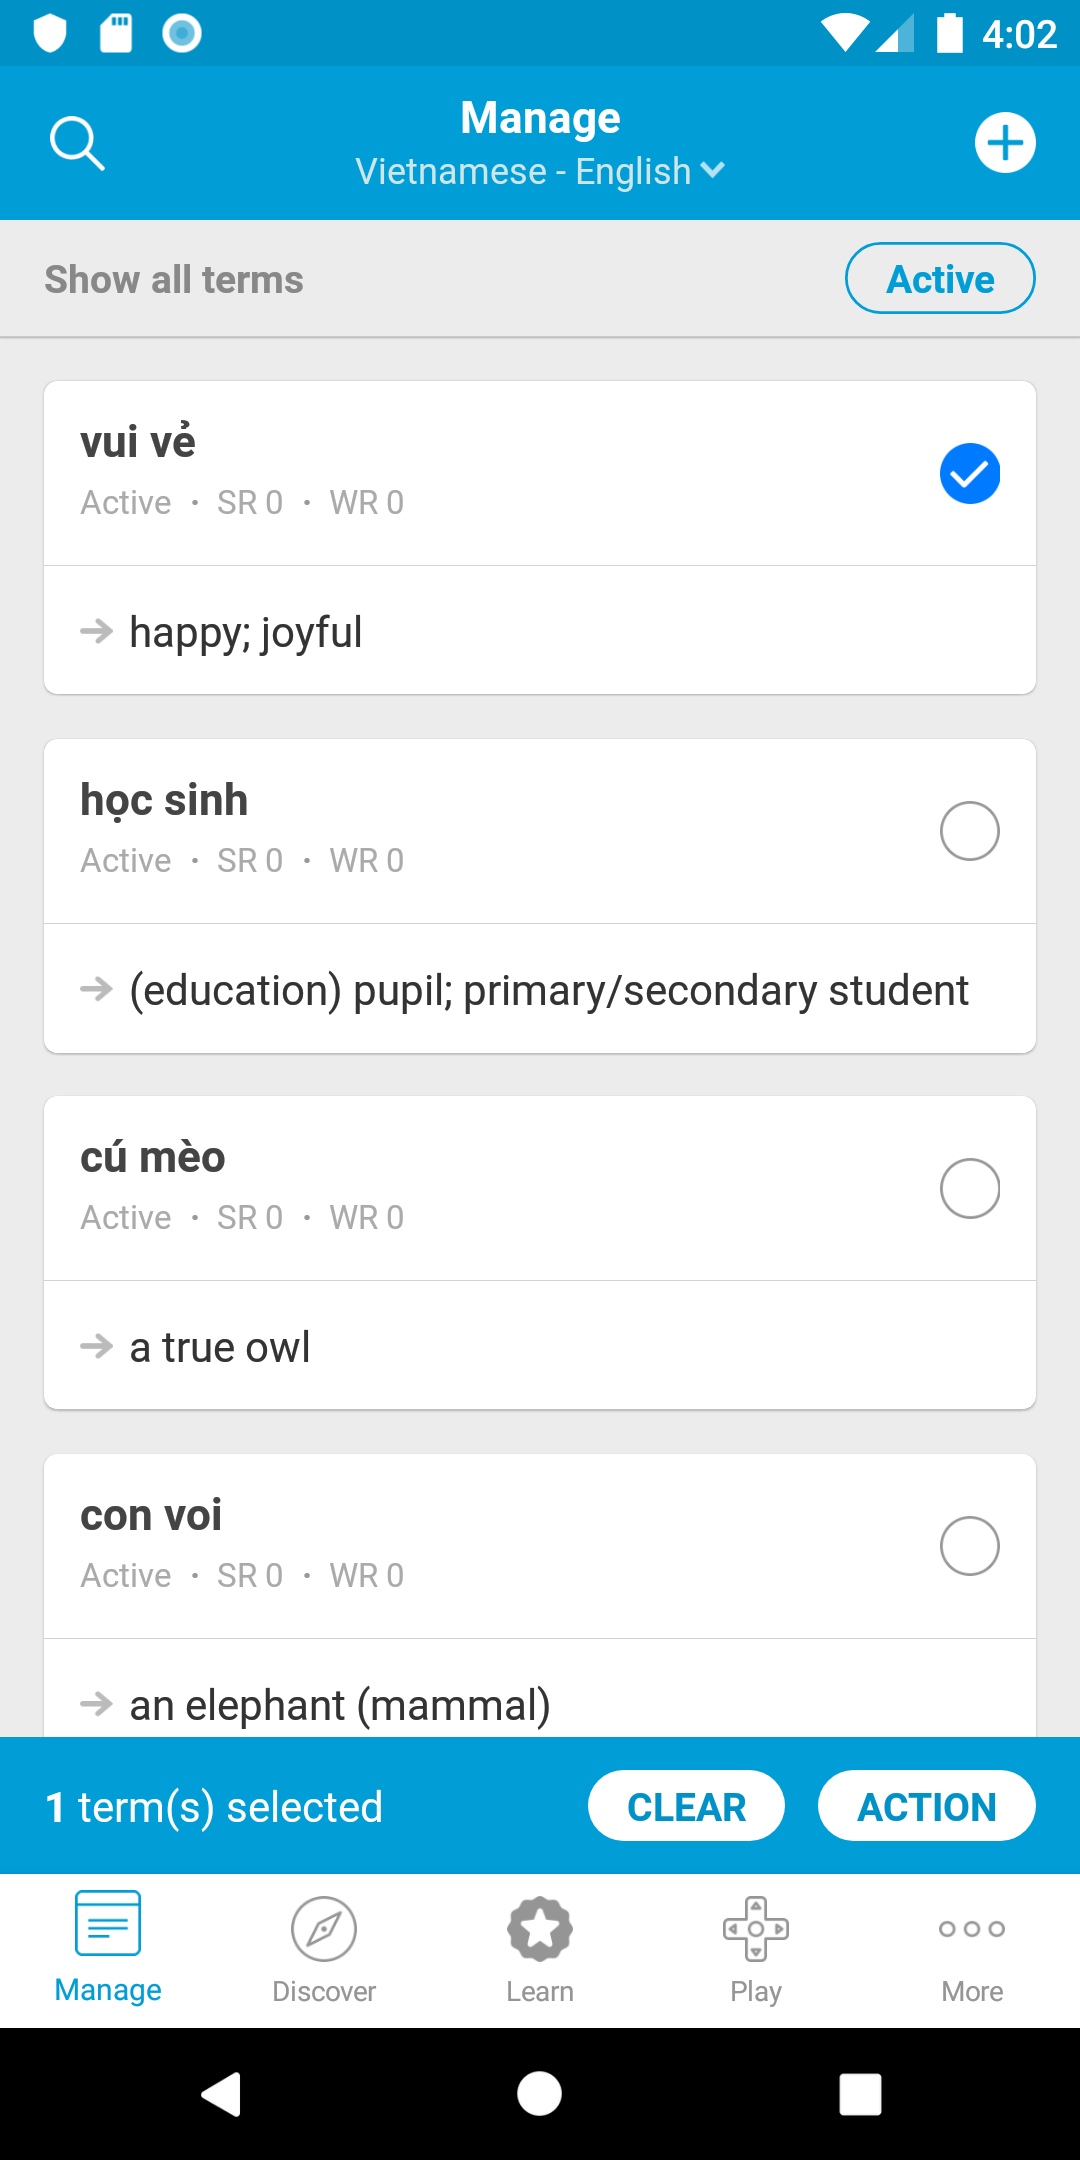 4:02
Manage
Vietnamese - English
Show all terms
Active
vui vẻ
Active · SR 0 · WR 0
happy; joyful
học sinh
Active · SR 0 · WR 0
(education) pupil; primary/secondary student
cú mèo
Active · SR 0 · WR 0
a true owl
con voi
Active · SR 0 · WR 0
an elephant (mammal)
1 term(s) selected
CLEAR
ACTION
Manage
Discover
Learn
Play
More